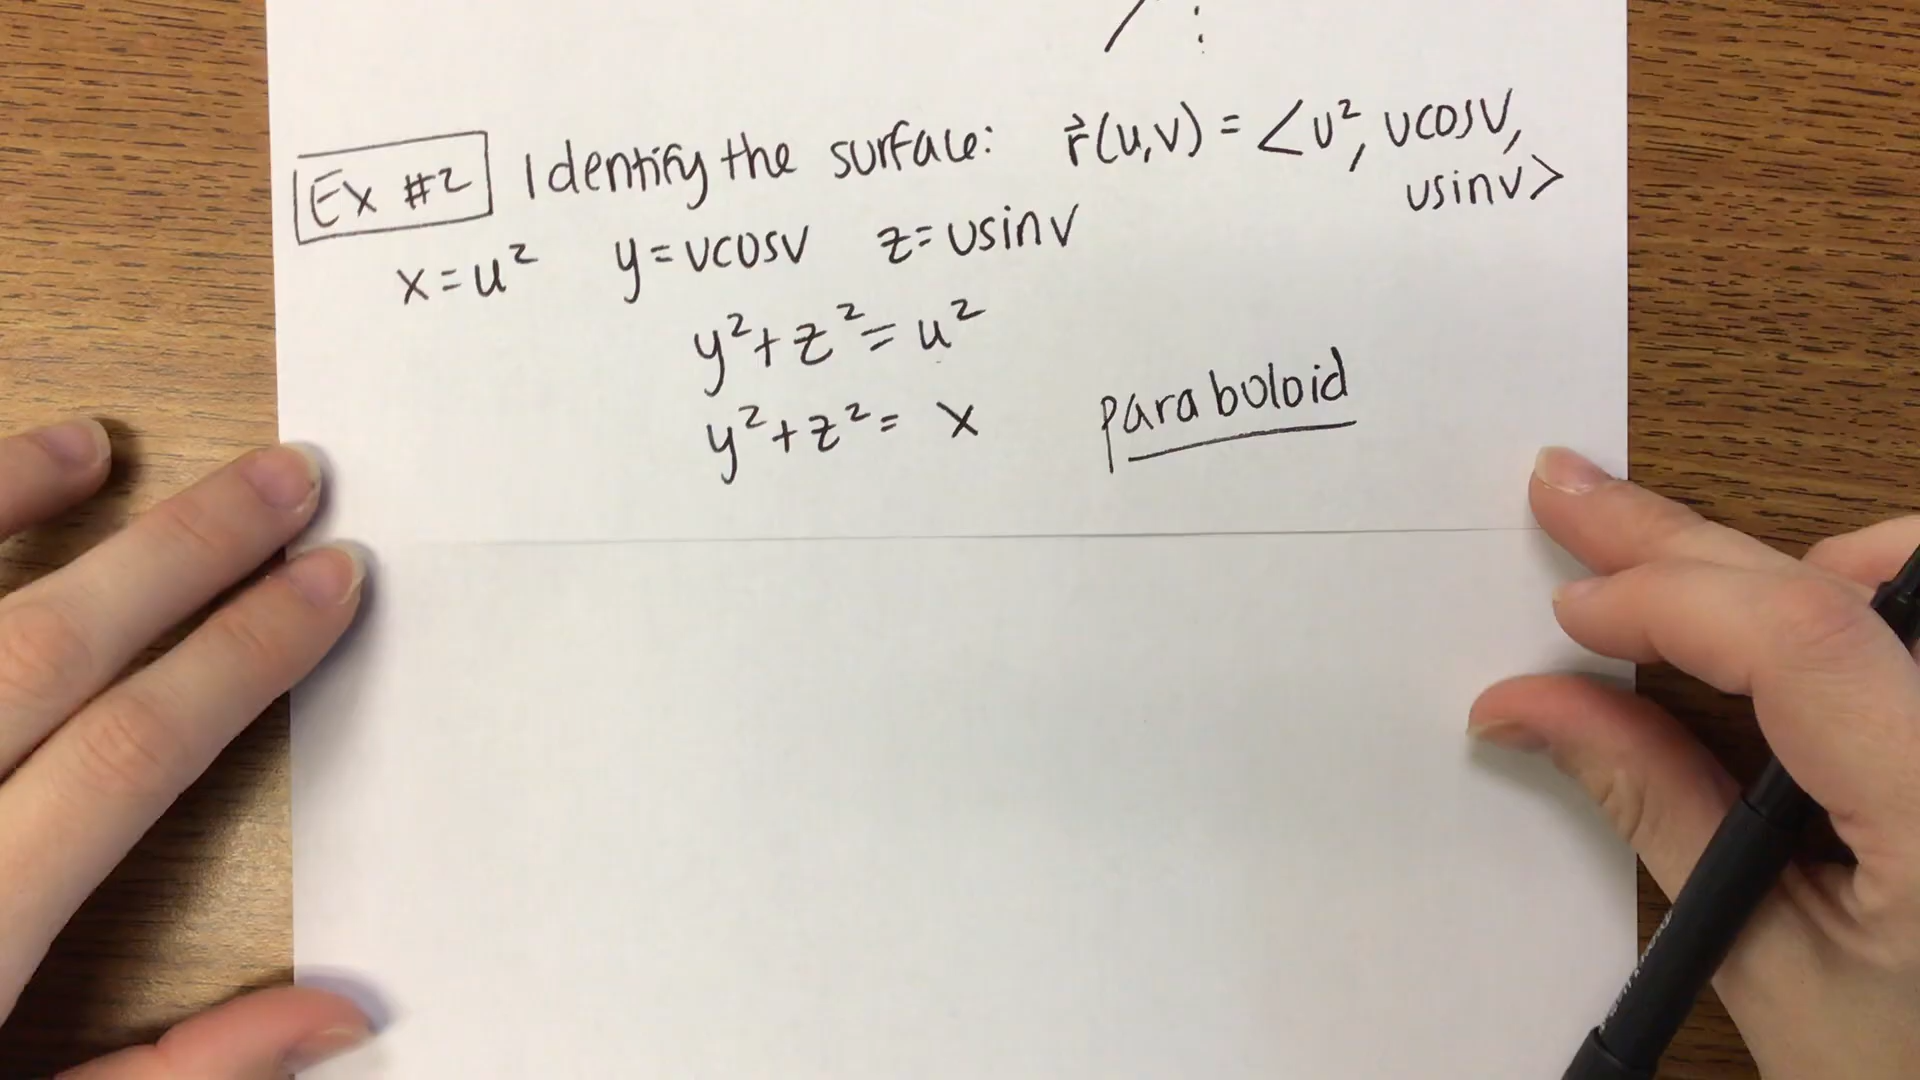 Ex #2 Identify the surface: r⃗(u,v) = <u², ucosv,
usinv>
x=u² y=ucosv z=usinv
y²+z²=u²
y²+z²= x paraboloid